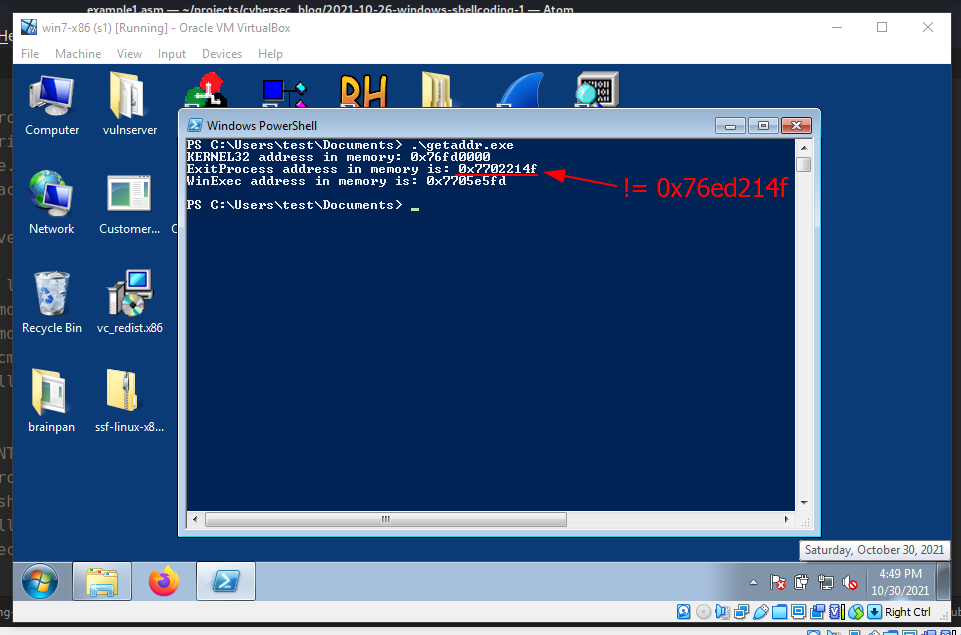 example1.asm — ~/projects/cybersec_blog/2021-10-26-windows-shellcoding-1 — Atom
win7-x86 (s1) [Running] - Oracle VM VirtualBox
File Machine View Input Devices Help
Computer
vulnserver
Windows PowerShell
PS C:\Users\test\Documents> .\getaddr.exe
KERNEL32 address in memory: 0x76fd0000
ExitProcess address in memory is: 0x7702214f
WinExec address in memory is: 0x7705e5fd
PS C:\Users\test\Documents>
!= 0x76ed214f
Network
Customer...
Recycle Bin
vc_redist.x86
brainpan
ssf-linux-x8...
Saturday, October 30, 2021
4:49 PM
10/30/2021
Right Ctrl